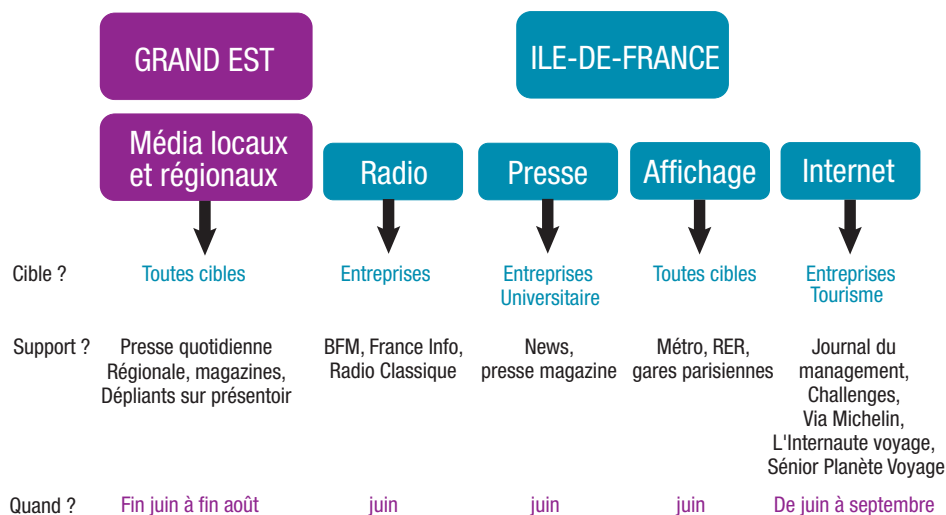 GRAND EST
ILE-DE-FRANCE
Média locaux
et régionaux
Radio
Presse
Affichage
Internet
Cible ?
Toutes cibles
Entreprises
Entreprises
Universitaire
Toutes cibles
Entreprises
Tourisme
Support ?
Presse quotidienne
Régionale, magazines,
Dépliants sur présentoir
BFM, France Info,
Radio Classique
News,
presse magazine
Métro, RER,
gares parisiennes
Journal du
management,
Challenges,
Via Michelin,
L'Internaute voyage,
Sénior Planète Voyage
Quand ?
Fin juin à fin août
juin
juin
juin
De juin à septembre